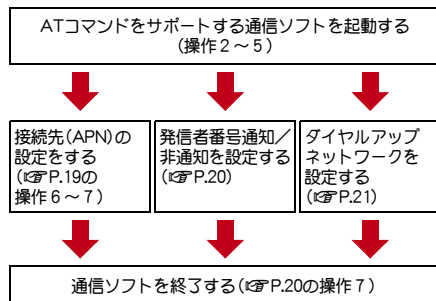 ATコマンドをサポートする通信ソフトを起動する
(操作2～5)
接続先(APN)の
設定をする
(☞P.19の
操作6～7)
発信者番号通知／
非通知を設定する
(☞P.20)
ダイヤルアップ
ネットワークを
設定する
(☞P.21)
通信ソフトを終了する(☞P.20の操作7)